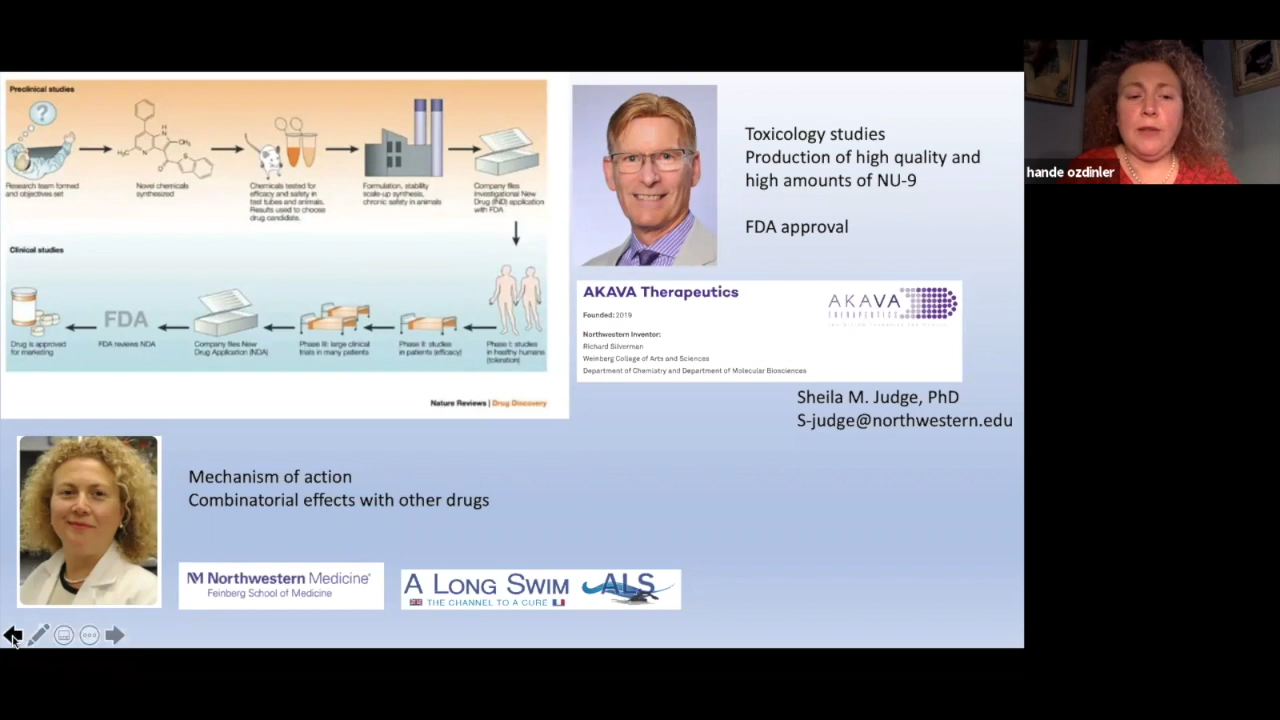 Preclinical studies
?
CH₃
H₃C
Research team formed
and objectives set
Novel chemicals
synthesized
Chemicals tested for
efficacy and safety in
test tubes and animals.
Results used to choose
drug candidate.
Formulation, stability
scale-up synthesis,
chronic safety in animals
Company files
Investigational New
Drug (IND) application
with FDA
Clinical studies
FDA
Drug is approved
for marketing
FDA reviews NDA
Company files New
Drug Application (NDA)
Phase III: large clinical
trials in many patients
Phase II: studies
in patients (efficacy)
Phase I: studies
in healthy humans
(toleration)
Nature Reviews | Drug Discovery
Toxicology studies
Production of high quality and
high amounts of NU-9
FDA approval
AKAVA Therapeutics
Founded: 2019
Northwestern Inventor:
Richard Silverman
Weinberg College of Arts and Sciences
Department of Chemistry and Department of Molecular Biosciences
AKAVA
THERAPEUTICS
Sheila M. Judge, PhD
S-judge@northwestern.edu
Mechanism of action
Combinatorial effects with other drugs
Northwestern Medicine
Feinberg School of Medicine
A LONG SWIM ALS
THE CHANNEL TO A CURE
hande ozdinler